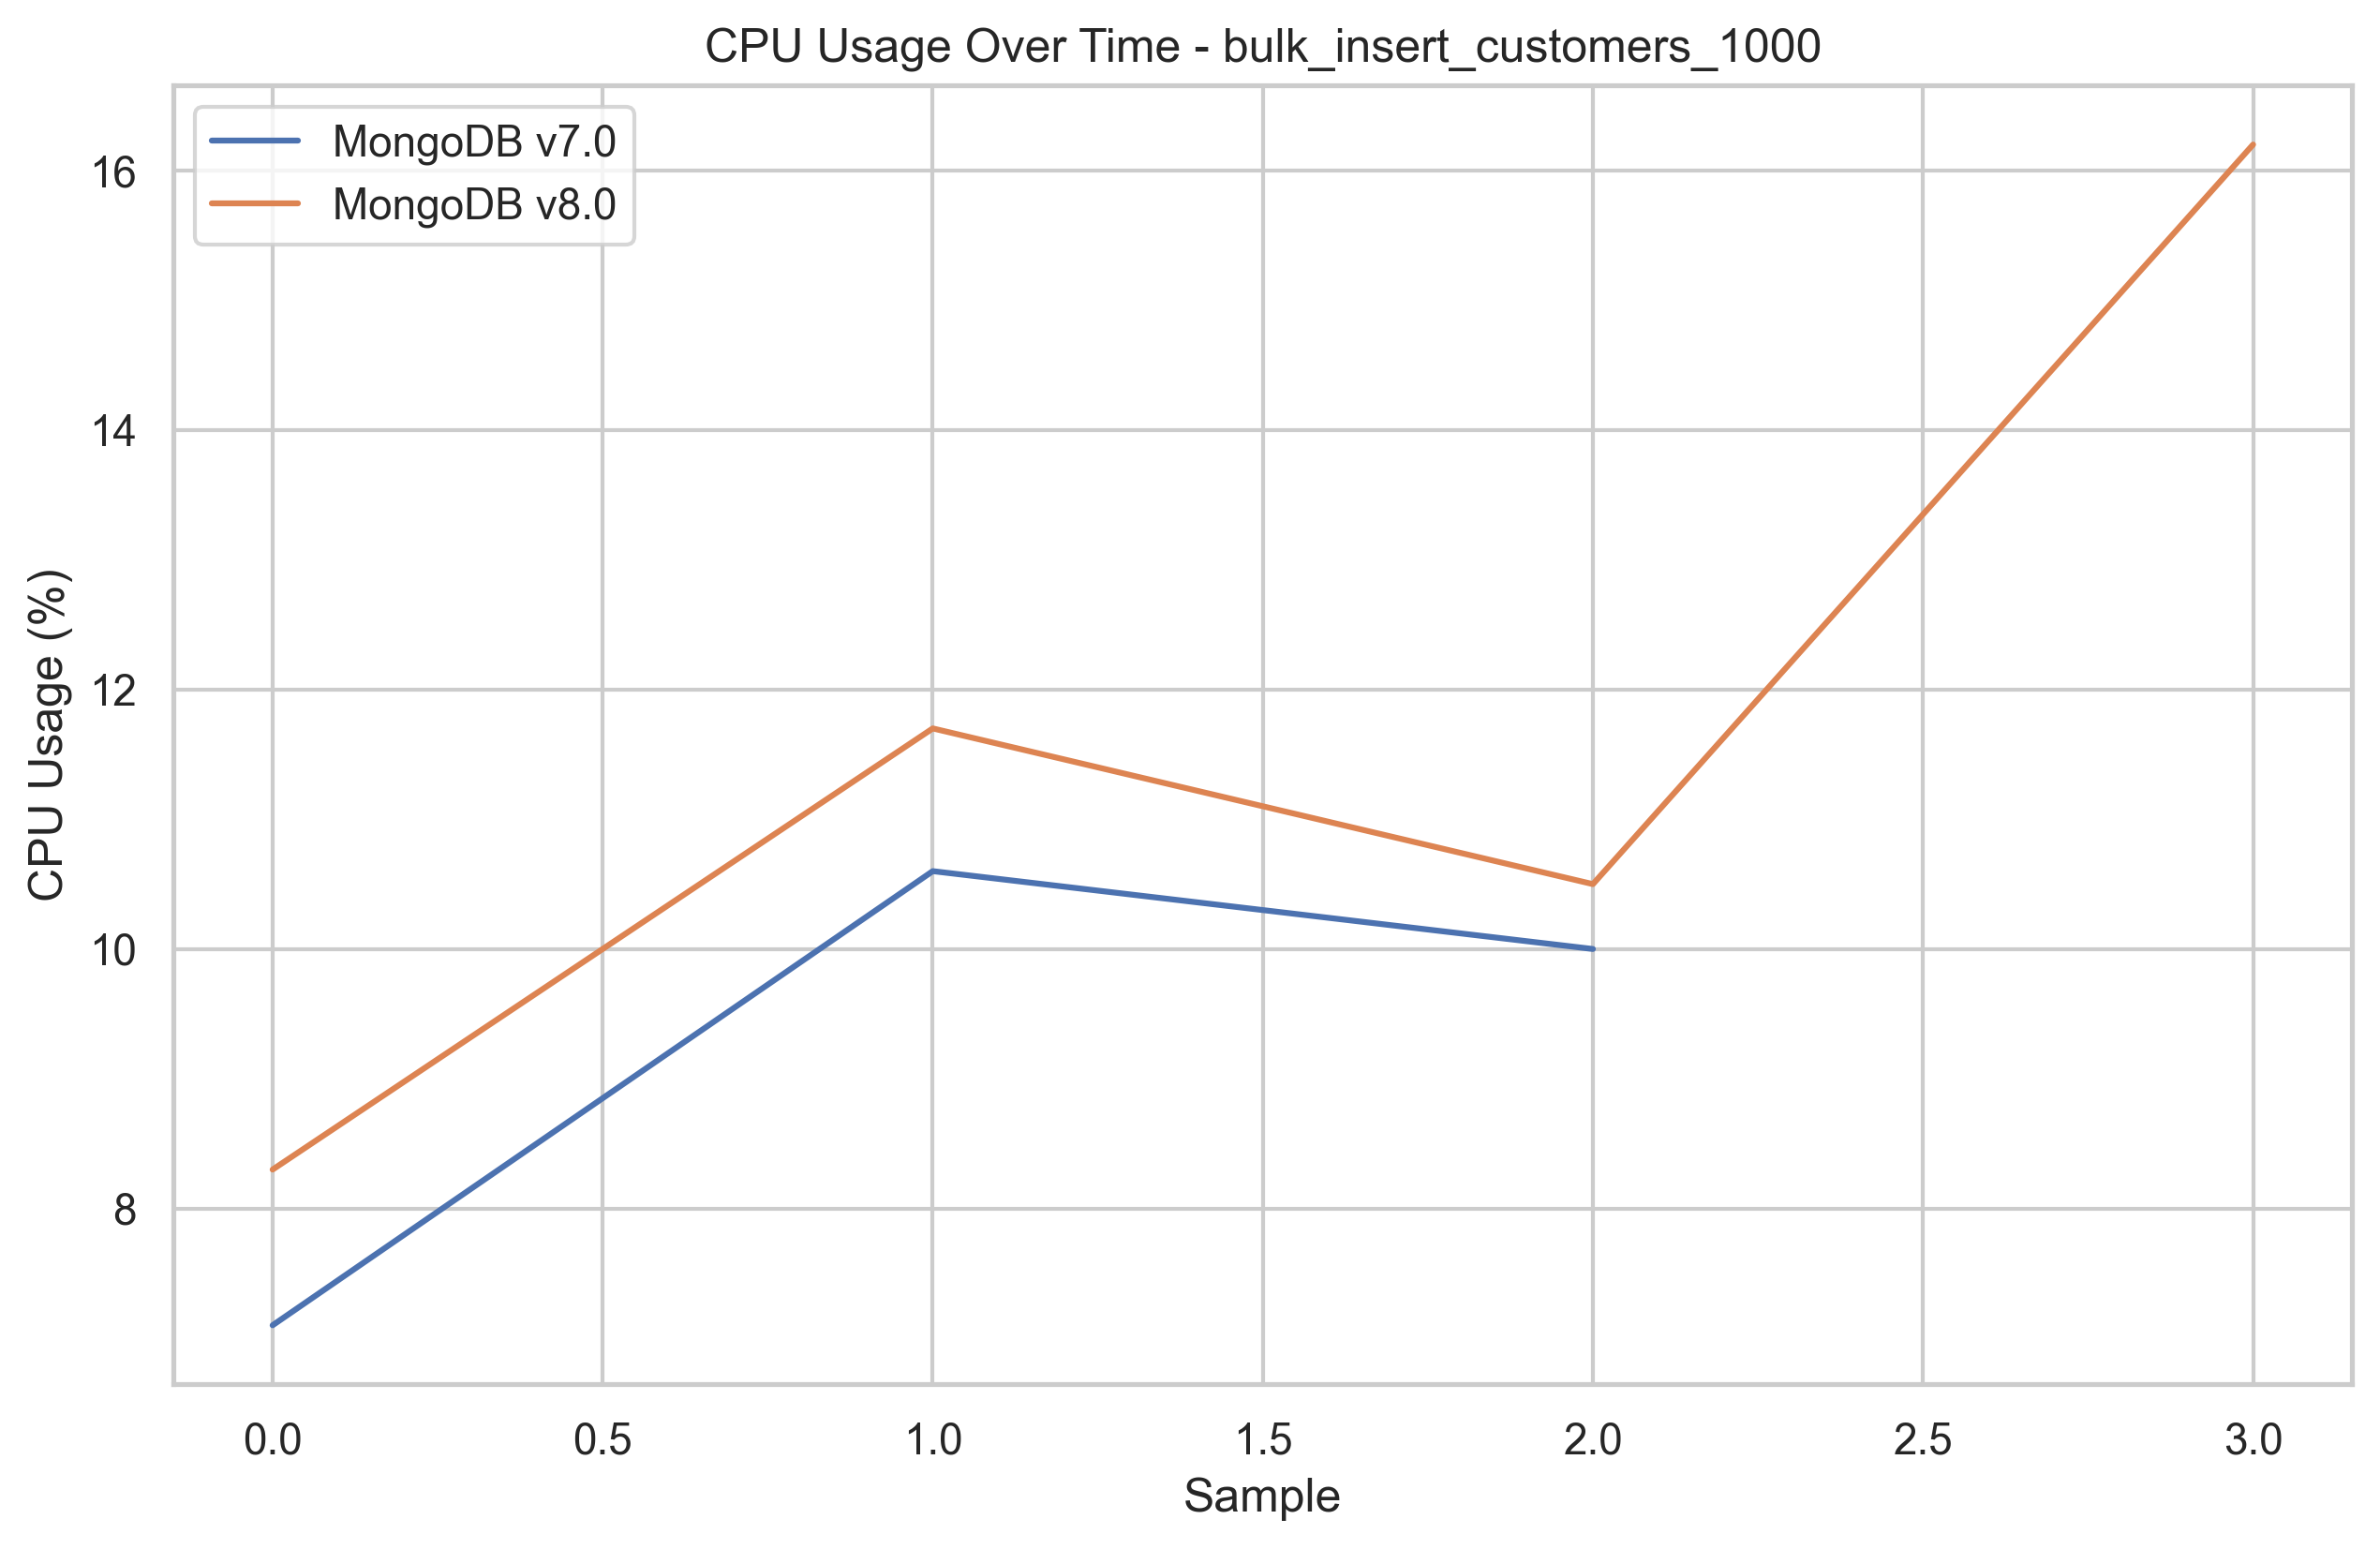 CPU Usage Over Time - bulk_insert_customers_1000
MongoDB v7.0
MongoDB v8.0
CPU Usage (%)
16
14
12
10
8
0.0 0.5 1.0 1.5 2.0 2.5 3.0
Sample